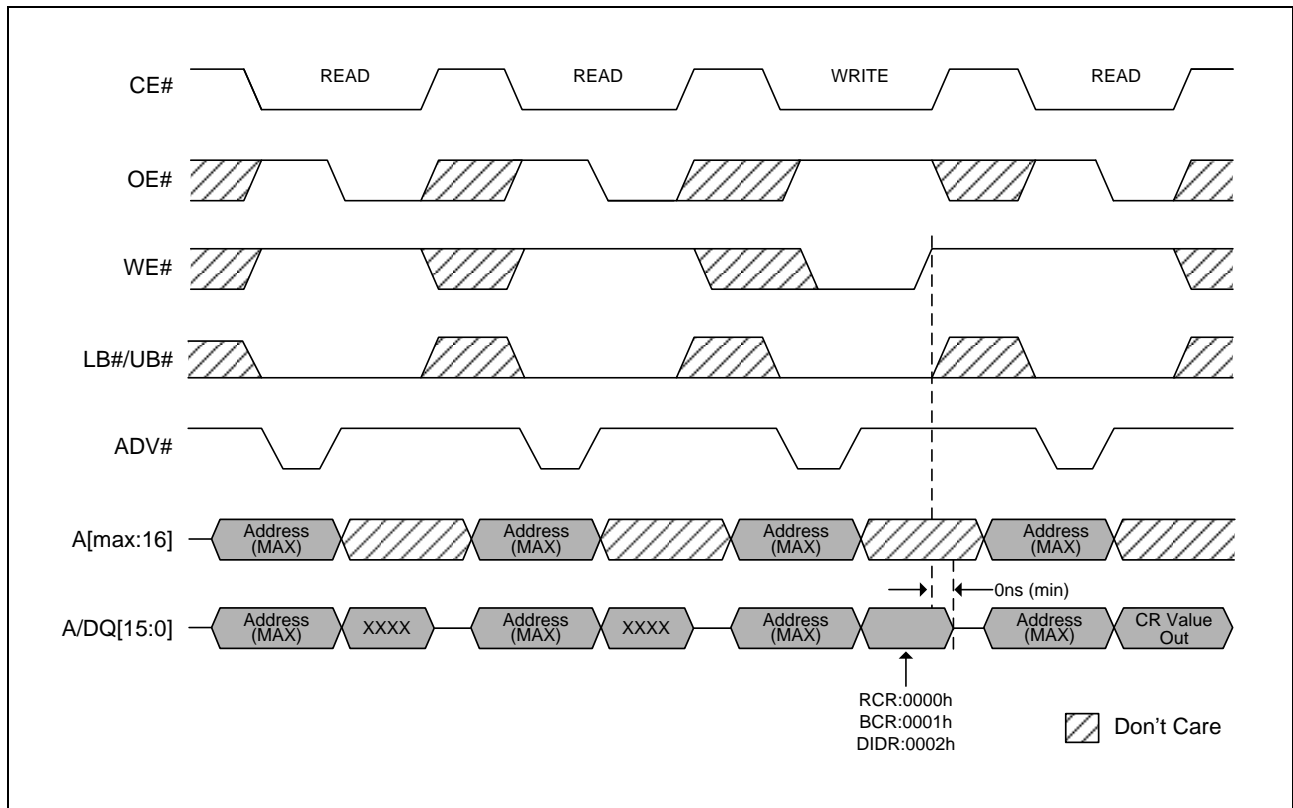 CE# READ READ WRITE READ
OE#
WE#
LB#/UB#
ADV#
A[max:16] Address (MAX) Address (MAX) Address (MAX) Address (MAX)
0ns (min)
A/DQ[15:0] Address (MAX) XXXX Address (MAX) XXXX Address (MAX) Address (MAX) CR Value Out
RCR:0000h
BCR:0001h
DIDR:0002h
Don't Care